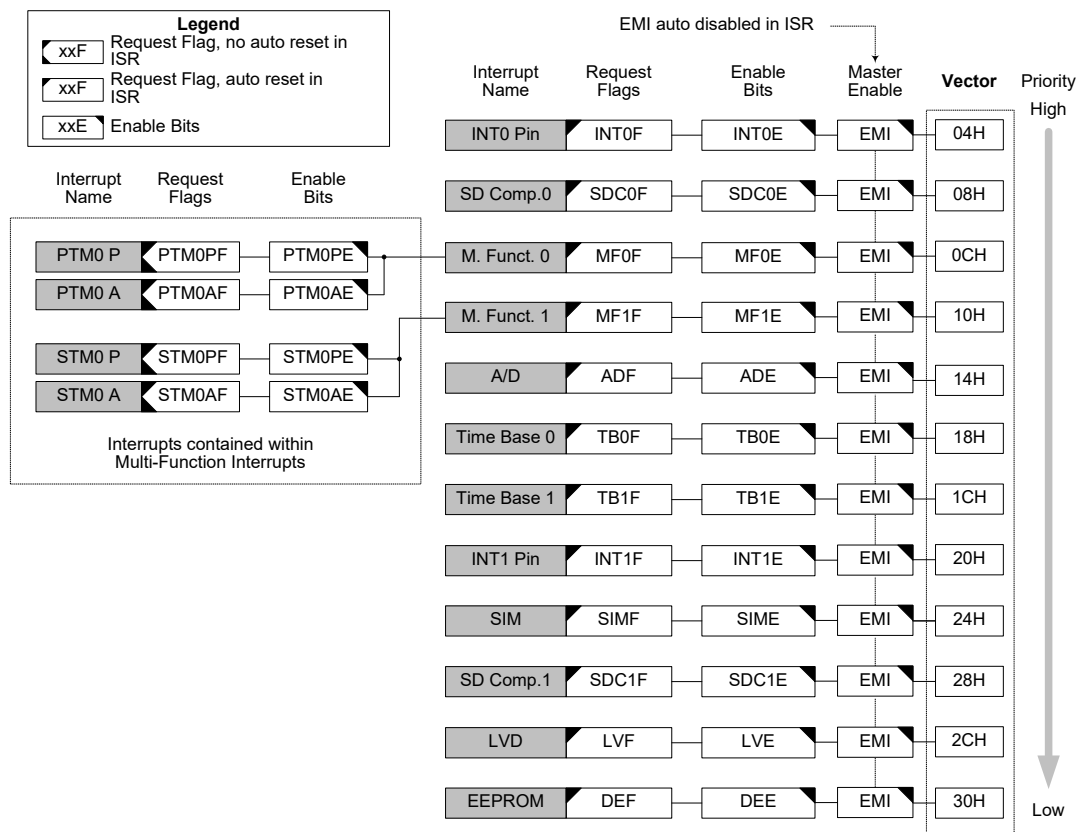 Legend
xxF Request Flag, no auto reset in
ISR
xxF Request Flag, auto reset in
ISR
xxE Enable Bits
EMI auto disabled in ISR
Interrupt Name Request Flags Enable Bits Master Enable Vector Priority
High
INT0 Pin INT0F INT0E EMI 04H
SD Comp.0 SDC0F SDC0E EMI 08H
M. Funct. 0 MF0F MF0E EMI 0CH
M. Funct. 1 MF1F MF1E EMI 10H
A/D ADF ADE EMI 14H
Time Base 0 TB0F TB0E EMI 18H
Time Base 1 TB1F TB1E EMI 1CH
INT1 Pin INT1F INT1E EMI 20H
SIM SIMF SIME EMI 24H
SD Comp.1 SDC1F SDC1E EMI 28H
LVD LVF LVE EMI 2CH
EEPROM DEF DEE EMI 30H
Low
Interrupt Name Request Flags Enable Bits
PTM0 P PTM0PF PTM0PE
PTM0 A PTM0AF PTM0AE
STM0 P STM0PF STM0PE
STM0 A STM0AF STM0AE
Interrupts contained within
Multi-Function Interrupts